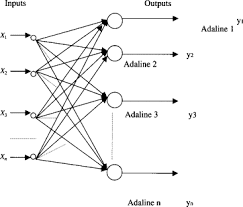 Inputs
Outputs
x₁
Adaline 1
y₁
x₂
Adaline 2
y₂
x₃
Adaline 3
y3
xₙ
Adaline n
yₙ